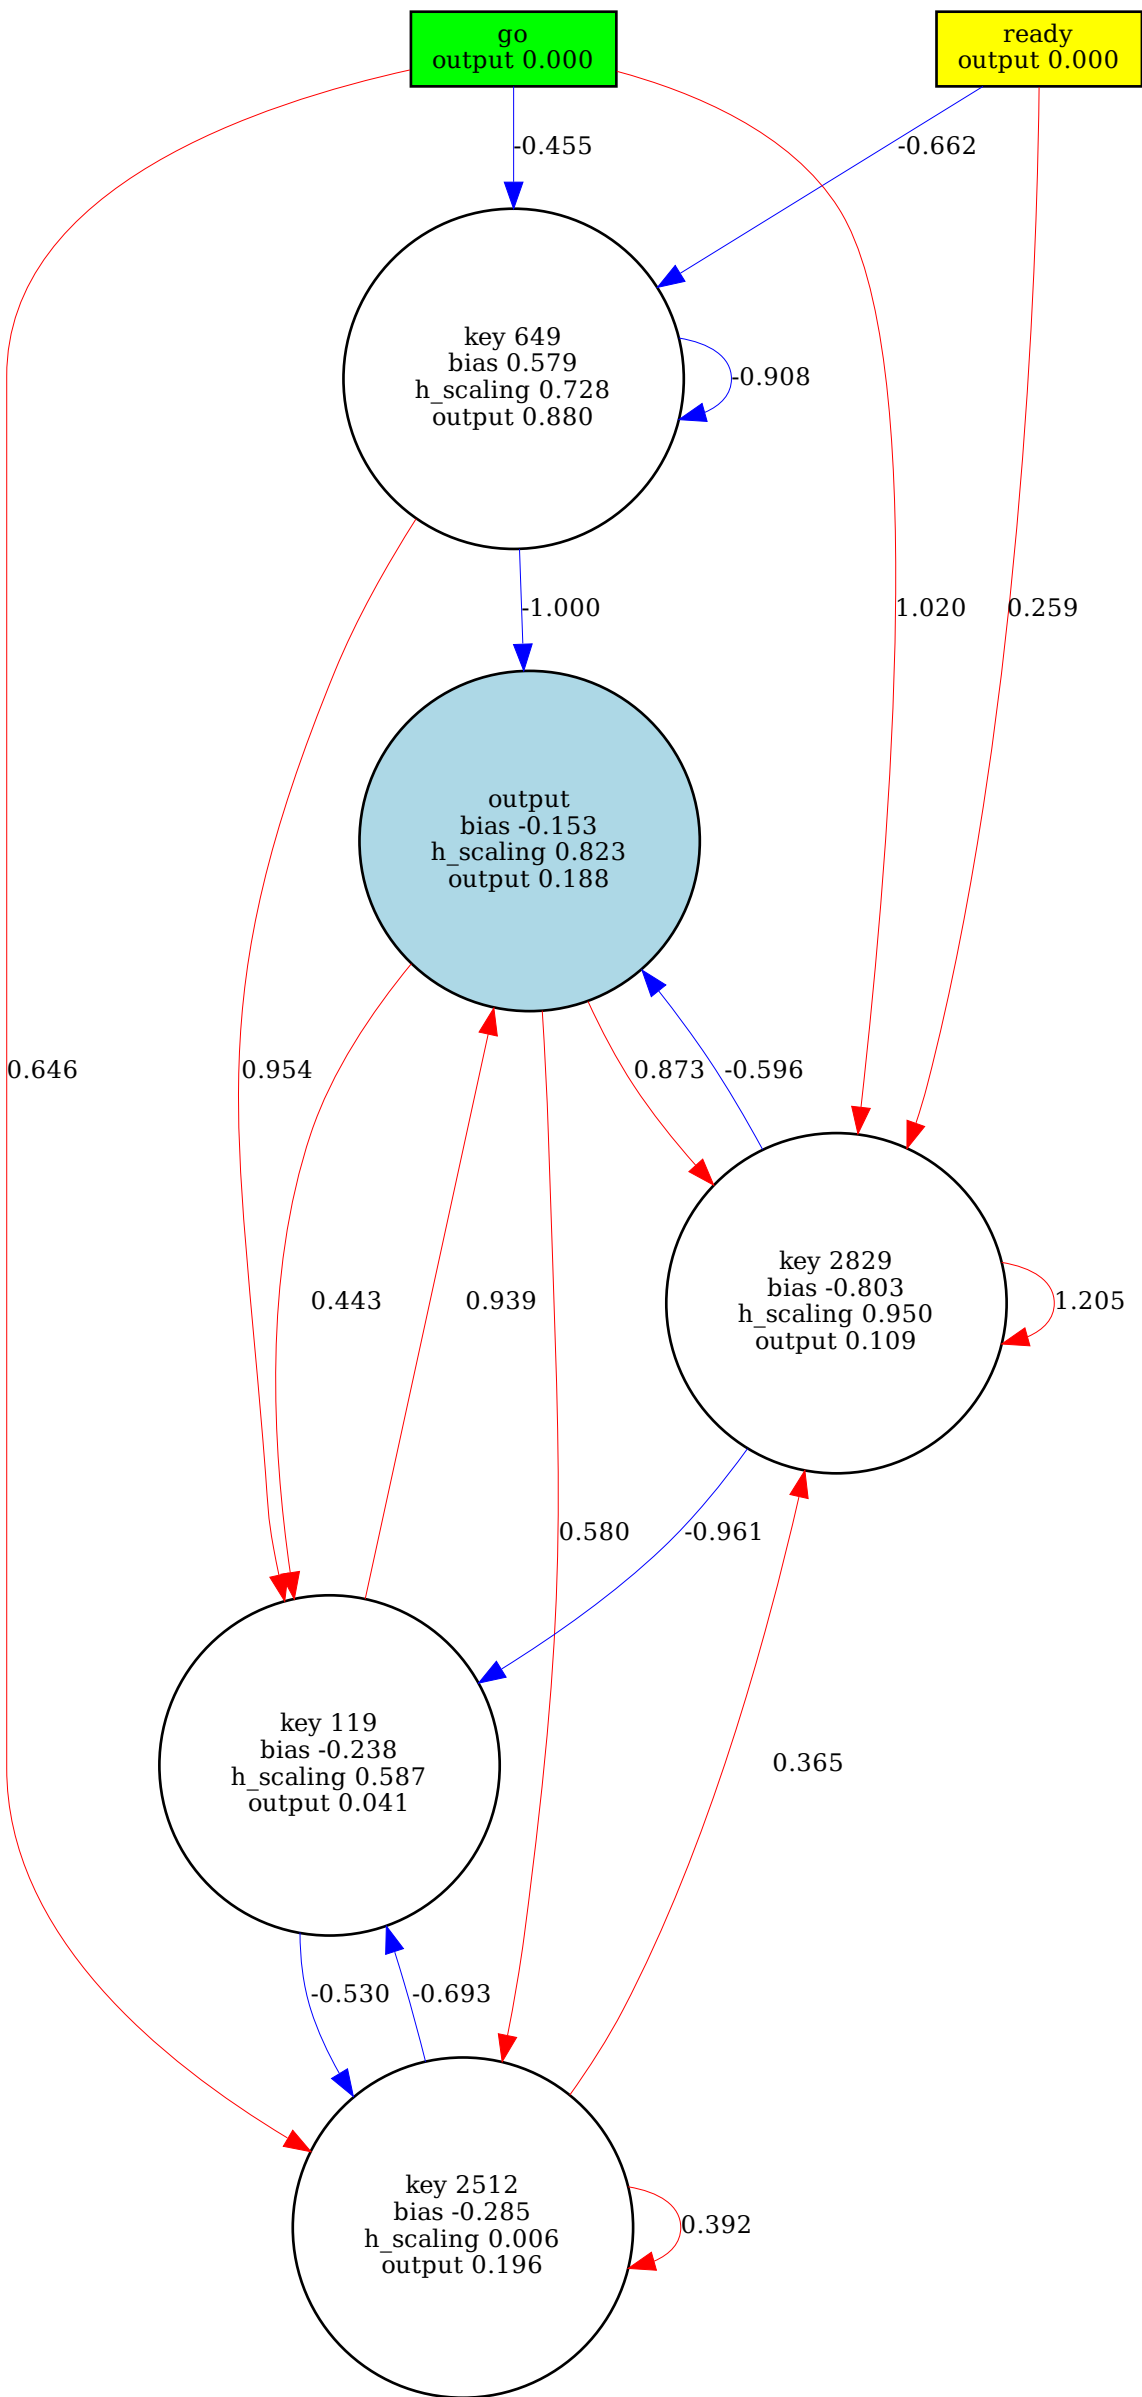 go
output 0.000
ready
output 0.000
-0.455
-0.662
key 649
bias 0.579
h_scaling 0.728
output 0.880
-0.908
-1.000
1.020
0.259
output
bias -0.153
h_scaling 0.823
output 0.188
0.646
0.954
0.873
-0.596
key 2829
bias -0.803
h_scaling 0.950
output 0.109
0.443
0.939
1.205
0.580
-0.961
key 119
bias -0.238
h_scaling 0.587
output 0.041
0.365
-0.530
-0.693
key 2512
bias -0.285
h_scaling 0.006
output 0.196
0.392